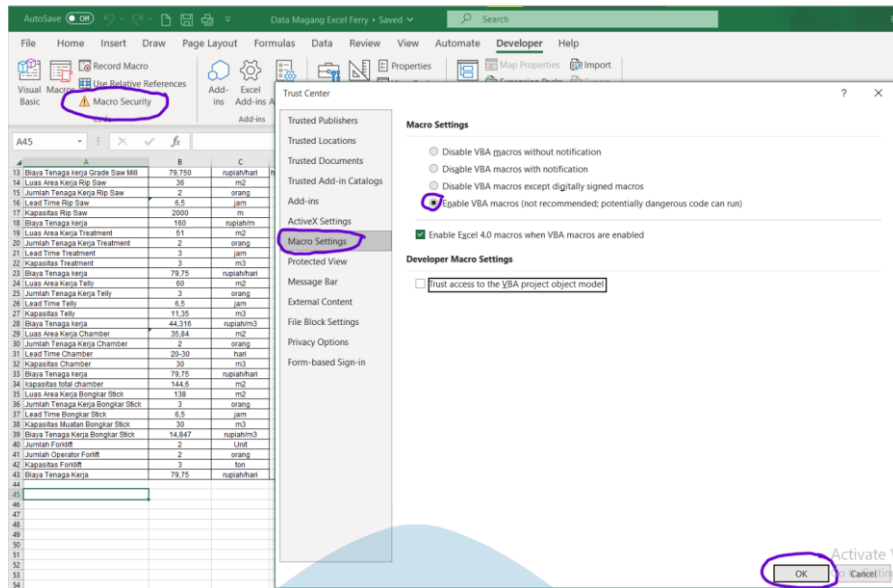 AutoSave Off
Data Magang Excel Ferry • Saved
Search
File Home Insert Draw Page Layout Formulas Data Review View Automate Developer Help
Visual Basic
Macros
Record Macro
Use Relative References
Macro Security
Code
Add-ins
Excel Add-ins
Add-ins
Properties
Map Properties
Import
A45
fx
A B C
13 Biaya Tenaga kerja Grade Saw Mill 79,750 rupiah/hari
14 Luas Area Kerja Rip Saw 36 m2
15 Jumlah Tenaga Kerja Rip Saw 2 orang
16 Lead Time Rip Saw 6,5 jam
17 Kapasitas Rip Saw 2000 m
18 Biaya Tenaga kerja 160 rupiah/m
19 Luas Area Kerja Treatment 51 m2
20 Jumlah Tenaga Kerja Treatment 2 orang
21 Lead Time Treatment 3 jam
22 Kapasitas Treatment 3 m3
23 Biaya Tenaga kerja 79,75 rupiah/hari
24 Luas Area Kerja Telly 60 m2
25 Jumlah Tenaga Kerja Telly 3 orang
26 Lead Time Telly 6,5 jam
27 Kapasitas Telly 11,35 m3
28 Biaya Tenaga kerja 44,316 rupiah/m3
29 Luas Area Kerja Chamber 35,84 m2
30 Jumlah Tenaga Kerja Chamber 2 orang
31 Lead Time Chamber 20-30 hari
32 Kapasitas Chamber 30 m3
33 Biaya Tenaga kerja 79,75 rupiah/hari
34 kapasitas total chamber 144,6 m2
35 Luas Area Kerja Bongkar Stick 138 m2
36 Jumlah Tenaga Kerja Bongkar Stick 3 orang
37 Lead Time Bongkar Stick 6,5 jam
38 Kapasitas Muatan Bongkar Stick 30 m3
39 Biaya Tenaga Kerja Bongkar Stick 14,847 rupiah/m3
40 Jumlah Forklift 2 Unit
41 Jumlah Operator Forlift 2 orang
42 Kapasitas Forklift 3 ton
43 Biaya Tenaga Kerja 79,75 rupiah/hari
44
45
46
47
48
49
50
51
52
53
54
Trust Center
Trusted Publishers
Trusted Locations
Trusted Documents
Trusted Add-in Catalogs
Add-ins
ActiveX Settings
Macro Settings
Protected View
Message Bar
External Content
File Block Settings
Privacy Options
Form-based Sign-in
Macro Settings
Disable VBA macros without notification
Disable VBA macros with notification
Disable VBA macros except digitally signed macros
Enable VBA macros (not recommended; potentially dangerous code can run)
Enable Excel 4.0 macros when VBA macros are enabled
Developer Macro Settings
Trust access to the VBA project object model
Activate
OK Cancel